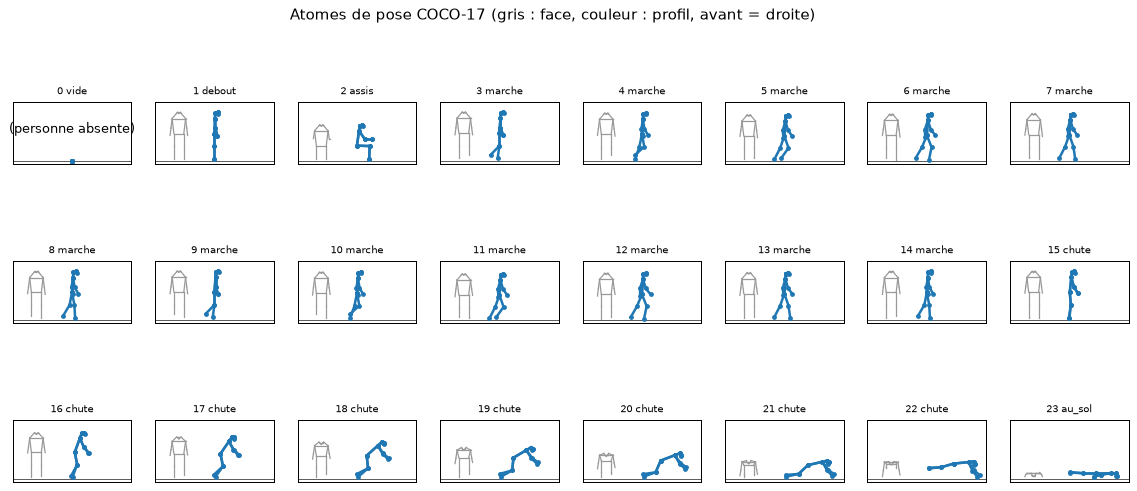 Atomes de pose COCO-17 (gris : face, couleur : profil, avant = droite)
0 vide
1 debout
2 assis
3 marche
4 marche
5 marche
6 marche
7 marche
(personne absente)
8 marche
9 marche
10 marche
11 marche
12 marche
13 marche
14 marche
15 chute
16 chute
17 chute
18 chute
19 chute
20 chute
21 chute
22 chute
23 au_sol